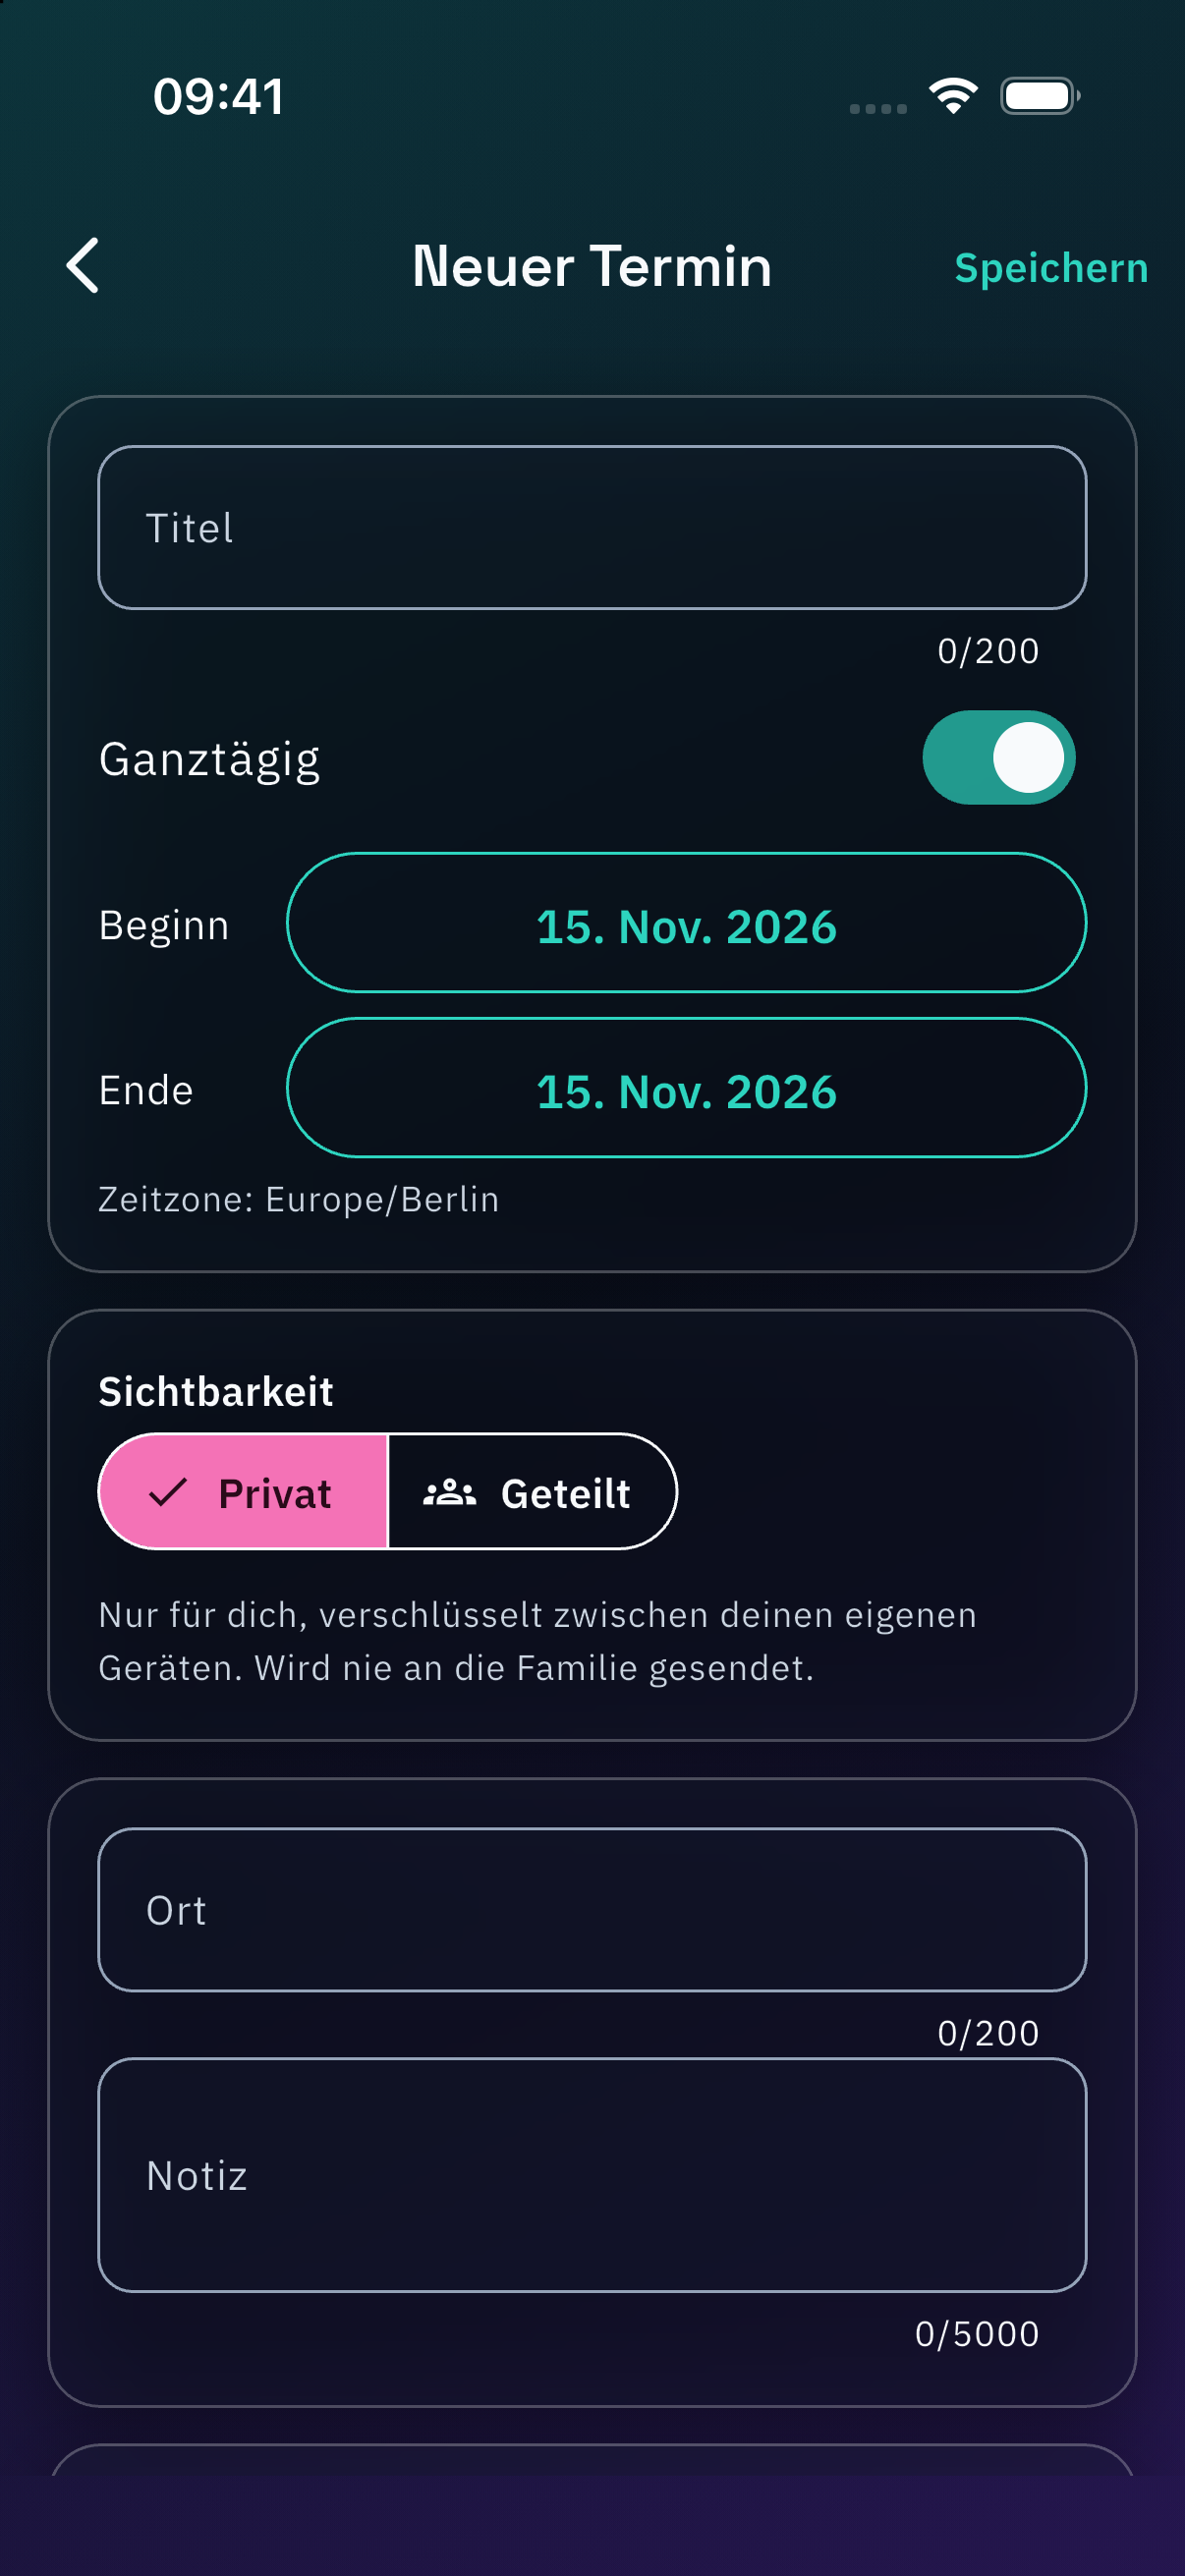 09:41
Neuer Termin
Speichern
Titel
0/200
Ganztägig
Beginn
15. Nov. 2026
Ende
15. Nov. 2026
Zeitzone: Europe/Berlin
Sichtbarkeit
Privat
Geteilt
Nur für dich, verschlüsselt zwischen deinen eigenen
Geräten. Wird nie an die Familie gesendet.
Ort
0/200
Notiz
0/5000